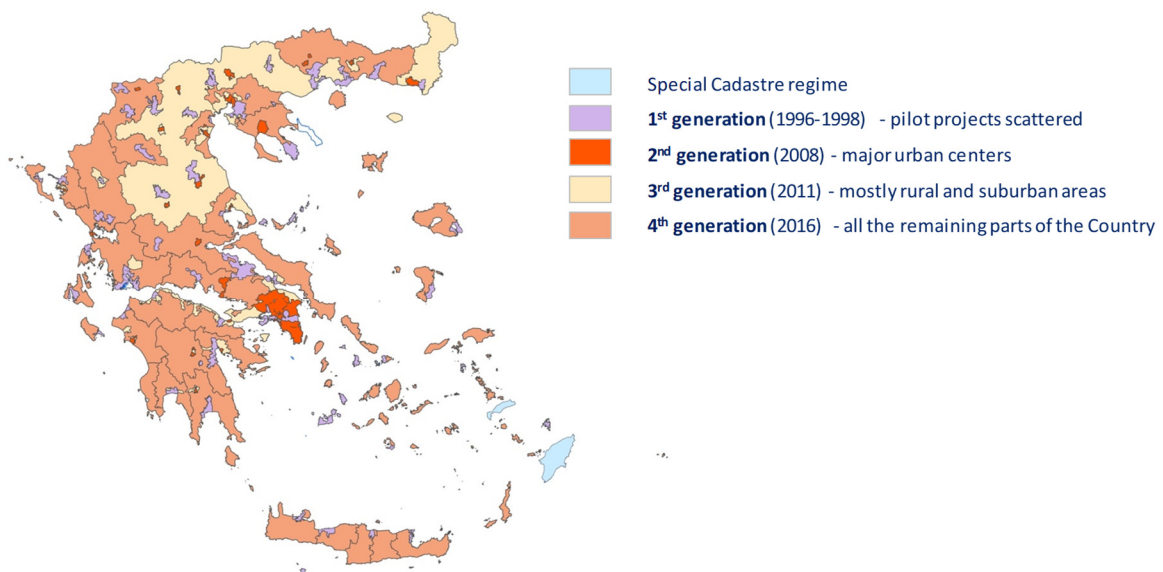 Special Cadastre regime
1st generation (1996-1998) - pilot projects scattered
2nd generation (2008) - major urban centers
3rd generation (2011) - mostly rural and suburban areas
4th generation (2016) - all the remaining parts of the Country